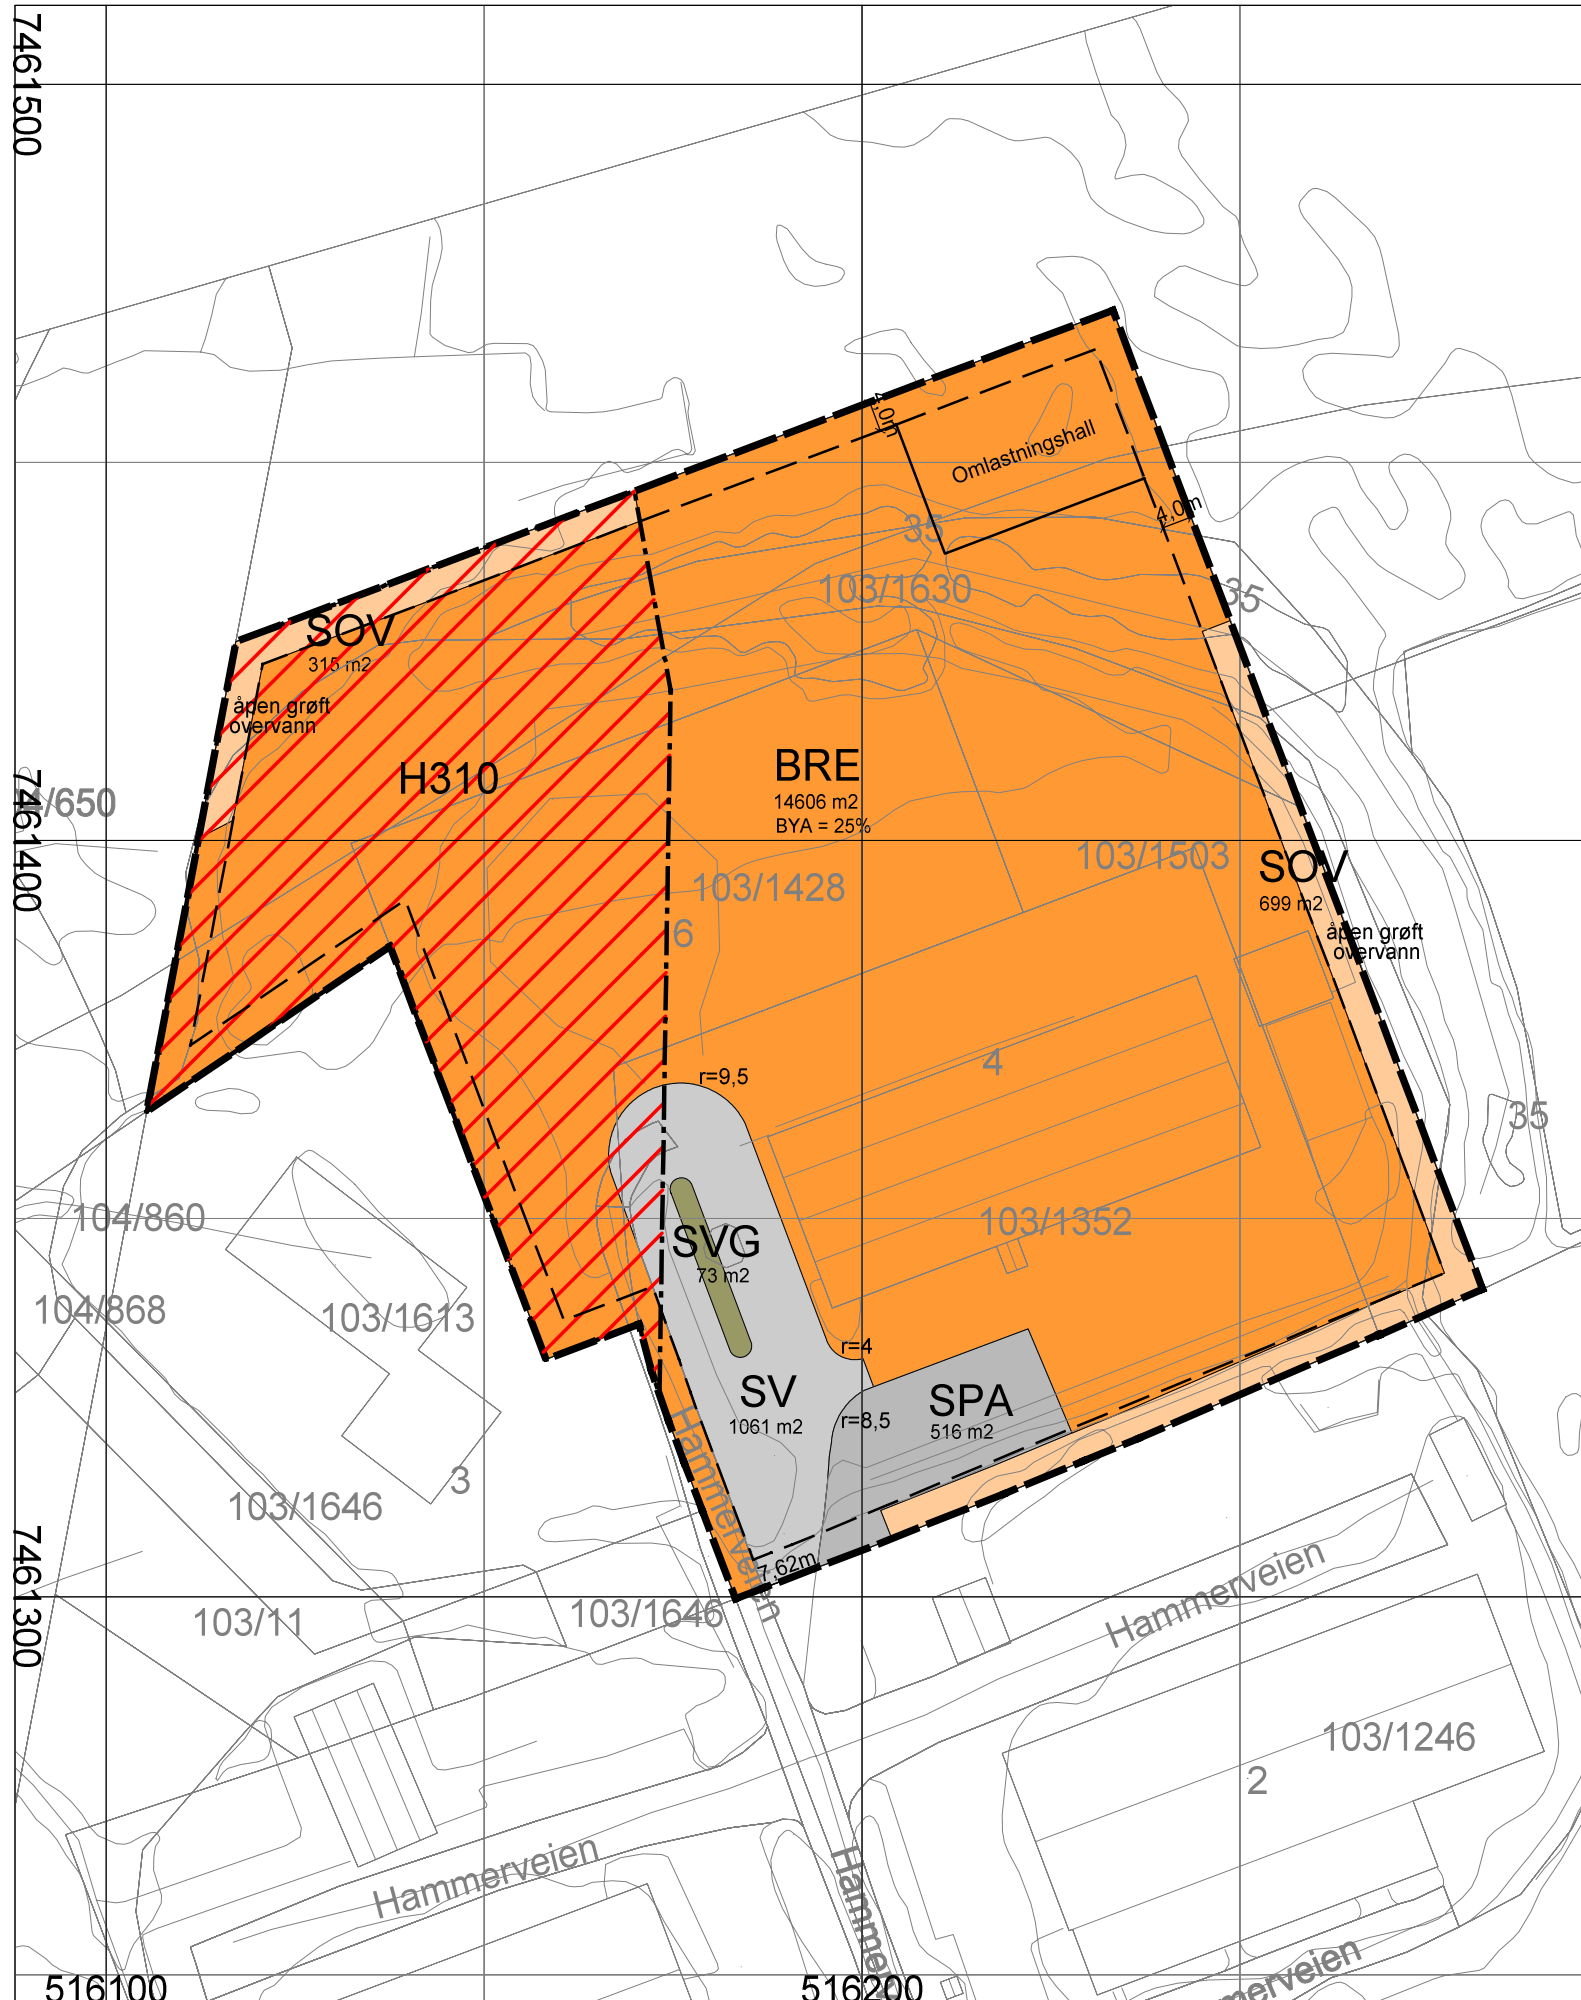 7461500
4,0m
Omlastningshall
4,0m
35
103/1630
35
SOV
315 m2
åpen grøft
overvann
H310
BRE
14606 m2
BYA = 25%
4/650
7461400
103/1428
103/1503
SOV
699 m2
6
åpen grøft
overvann
4
r=9,5
35
104/860
103/1352
SVG
73 m2
104/868
103/1613
r=4
SV
1061 m2
SPA
516 m2
r=8,5
Hammerveien
3
103/1646
7461300
7,62m
Hammerveien
103/11
103/1646
103/1246
2
Hammerveien
Hammer
merveien
516100
516200